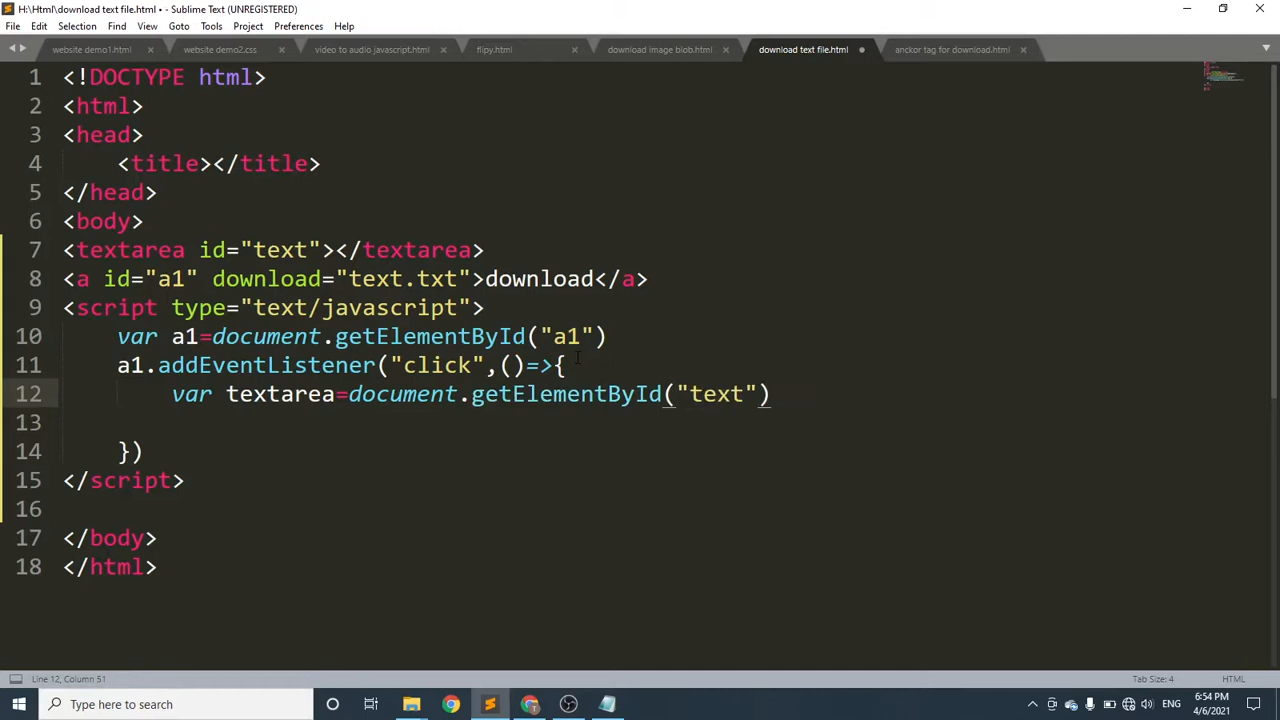 H:\Html\download text file.html • - Sublime Text (UNREGISTERED)
File Edit Selection Find View Goto Tools Project Preferences Help
website demo1.html website demo2.css video to audio javascript.html flipy.html download image blob.html download text file.html anckor tag for download.html
1 <!DOCTYPE html>
2 <html>
3 <head>
4 <title></title>
5 </head>
6 <body>
7 <textarea id="text"></textarea>
8 <a id="a1" download="text.txt">download</a>
9 <script type="text/javascript">
10 var a1=document.getElementById("a1")
11 a1.addEventListener("click",()=>{
12 var textarea=document.getElementById("text")
13
14 })
15 </script>
16
17 </body>
18 </html>
Line 12, Column 51 Tab Size: 4 HTML
Type here to search ENG 6:54 PM
4/6/2021